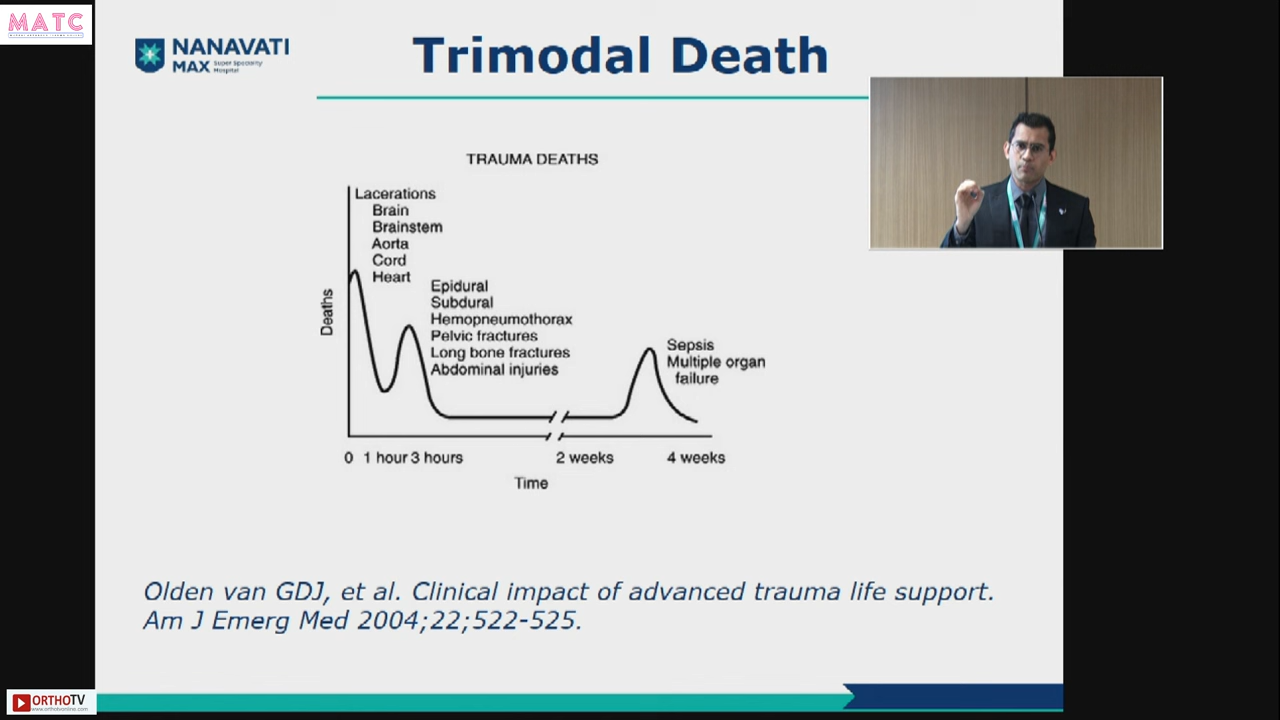 MATC
NANAVATI
MAX Super Speciality
Hospital
Trimodal Death
TRAUMA DEATHS
Lacerations
Brain
Brainstem
Aorta
Cord
Heart
Epidural
Subdural
Hemopneumothorax
Pelvic fractures
Long bone fractures
Abdominal injuries
Sepsis
Multiple organ
failure
Deaths
0 1 hour 3 hours 2 weeks 4 weeks
Time
Olden van GDJ, et al. Clinical impact of advanced trauma life support.
Am J Emerg Med 2004;22;522-525.
ORTHOTV
www.orthotvonline.com